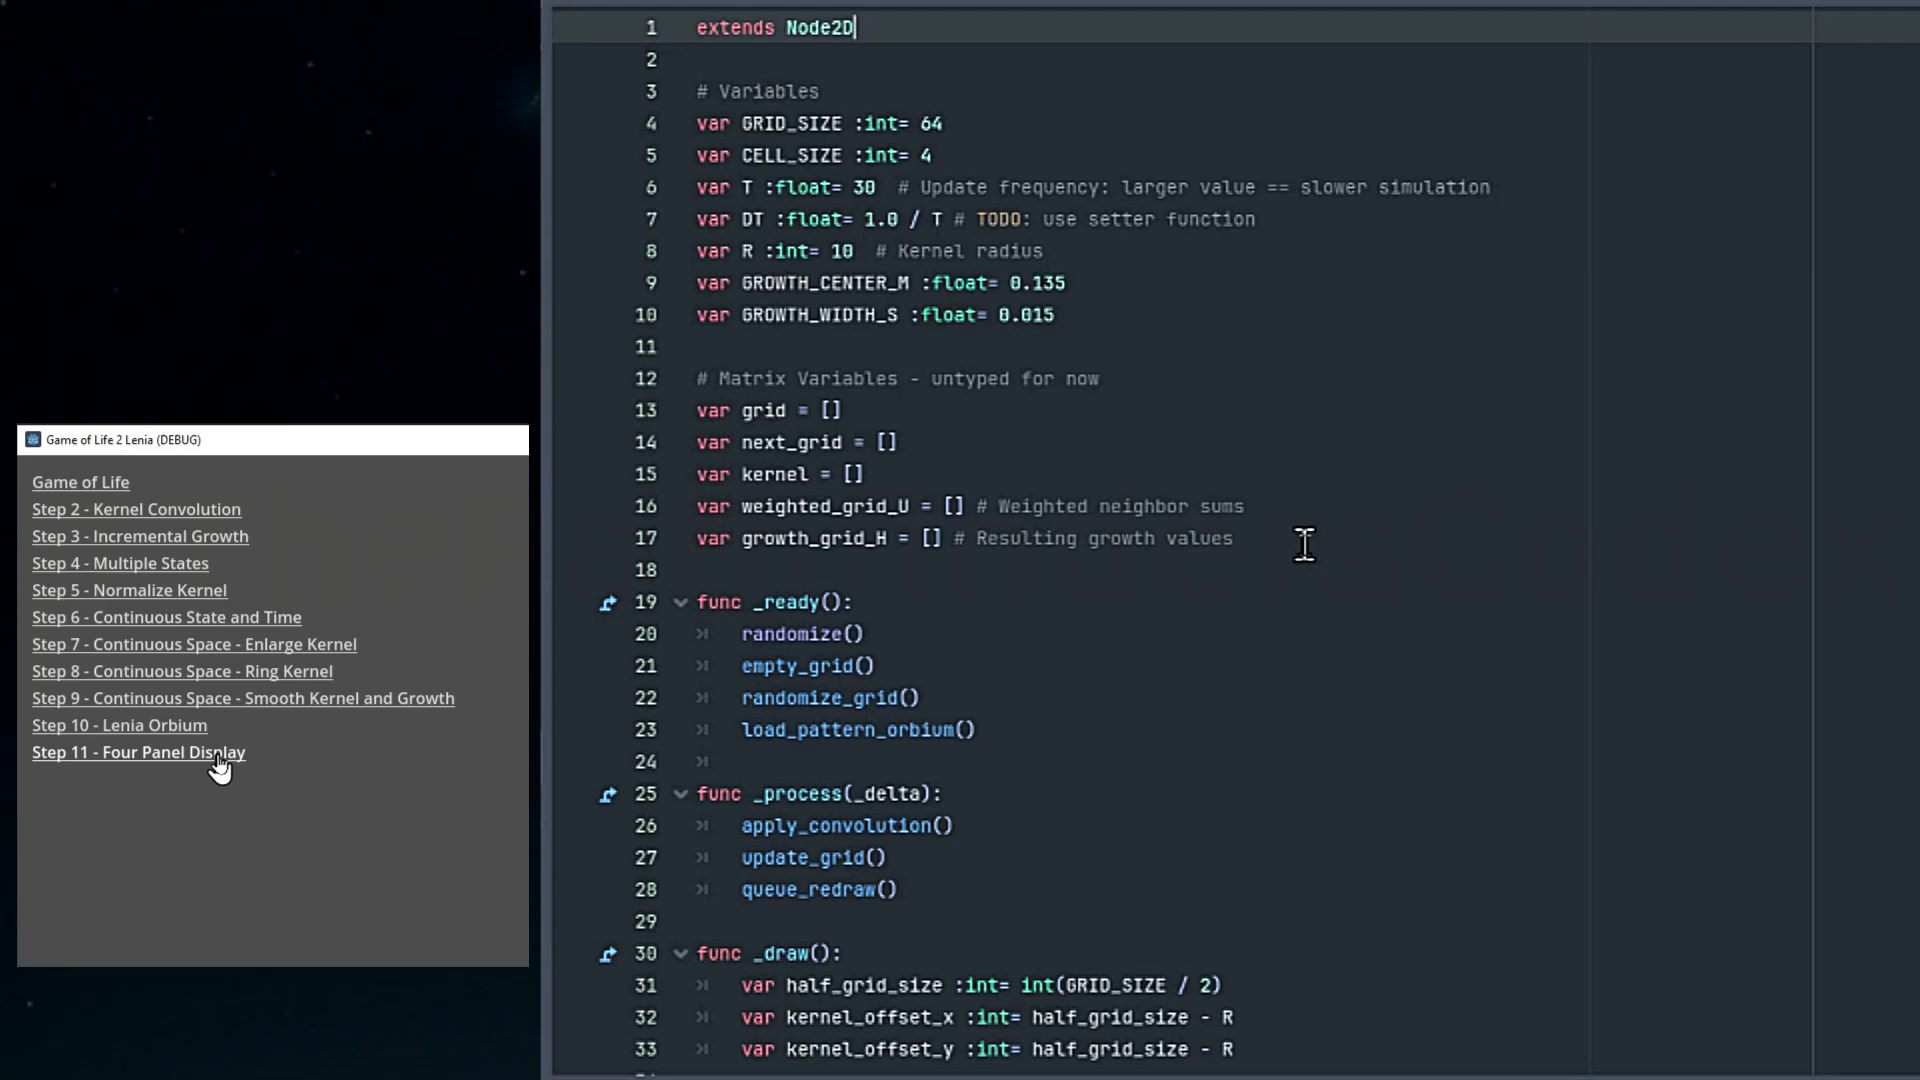 Game of Life 2 Lenia (DEBUG)
Game of Life
Step 2 - Kernel Convolution
Step 3 - Incremental Growth
Step 4 - Multiple States
Step 5 - Normalize Kernel
Step 6 - Continuous State and Time
Step 7 - Continuous Space - Enlarge Kernel
Step 8 - Continuous Space - Ring Kernel
Step 9 - Continuous Space - Smooth Kernel and Growth
Step 10 - Lenia Orbium
Step 11 - Four Panel Display
1 extends Node2D
2
3 # Variables
4 var GRID_SIZE :int= 64
5 var CELL_SIZE :int= 4
6 var T :float= 30  # Update frequency: larger value == slower simulation
7 var DT :float= 1.0 / T # TODO: use setter function
8 var R :int= 10  # Kernel radius
9 var GROWTH_CENTER_M :float= 0.135
10 var GROWTH_WIDTH_S :float= 0.015
11
12 # Matrix Variables - untyped for now
13 var grid = []
14 var next_grid = []
15 var kernel = []
16 var weighted_grid_U = [] # Weighted neighbor sums
17 var growth_grid_H = [] # Resulting growth values
18
19 func _ready():
20 randomize()
21 empty_grid()
22 randomize_grid()
23 load_pattern_orbium()
24
25 func _process(_delta):
26 apply_convolution()
27 update_grid()
28 queue_redraw()
29
30 func _draw():
31 var half_grid_size :int= int(GRID_SIZE / 2)
32 var kernel_offset_x :int= half_grid_size - R
33 var kernel_offset_y :int= half_grid_size - R